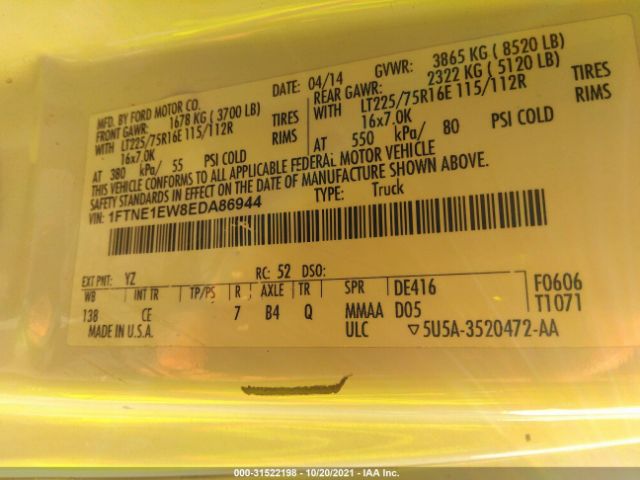 MFD. BY FORD MOTOR CO.
DATE: 04/14
GVWR: 3865 KG ( 8520 LB)
FRONT GAWR: 1678 KG ( 3700 LB)
REAR GAWR: 2322 KG ( 5120 LB)
WITH LT225/75R16E 115/112R TIRES
WITH LT225/75R16E 115/112R TIRES
16x7.0K RIMS
16x7.0K RIMS
AT 380 kPa/ 55 PSI COLD
AT 550 kPa/ 80 PSI COLD
THIS VEHICLE CONFORMS TO ALL APPLICABLE FEDERAL MOTOR VEHICLE
SAFETY STANDARDS IN EFFECT ON THE DATE OF MANUFACTURE SHOWN ABOVE.
VIN: 1FTNE1EW8EDA86944
TYPE: Truck
EXT PNT: YZ RC: 52 DSO:
WB INT TR TP/PS R AXLE TR SPR DE416 F0606
138 CE 7 B4 Q MMAA D05 T1071
MADE IN U.S.A. ULC ▽5U5A-3520472-AA
000-31522198 - 10/20/2021 - IAA Inc.